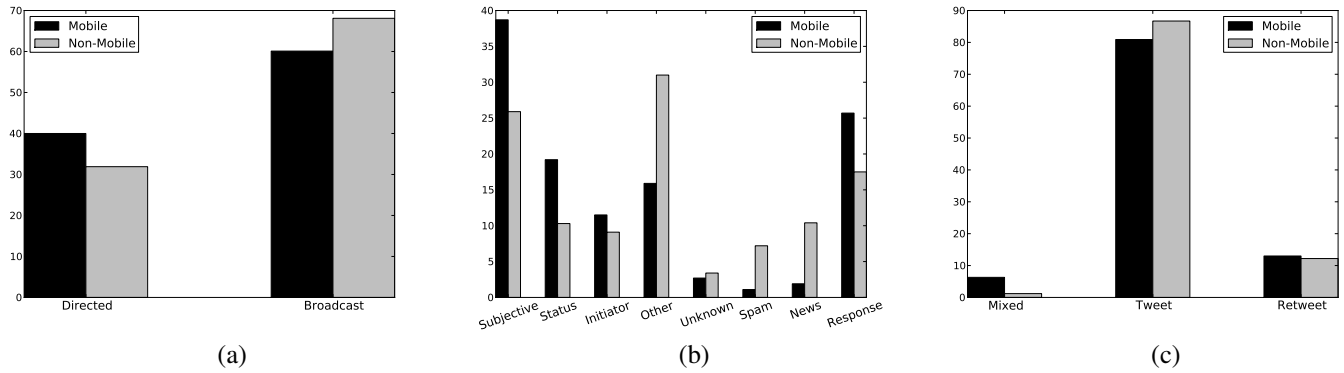 70
60
50
40
30
20
10
0
Mobile
Non-Mobile
Directed
Broadcast
(a)
40
35
30
25
20
15
10
5
0
Mobile
Non-Mobile
Subjective
Status
Initiator
Other
Unknown
Spam
News
Response
(b)
90
80
70
60
50
40
30
20
10
0
Mobile
Non-Mobile
Mixed
Tweet
Retweet
(c)